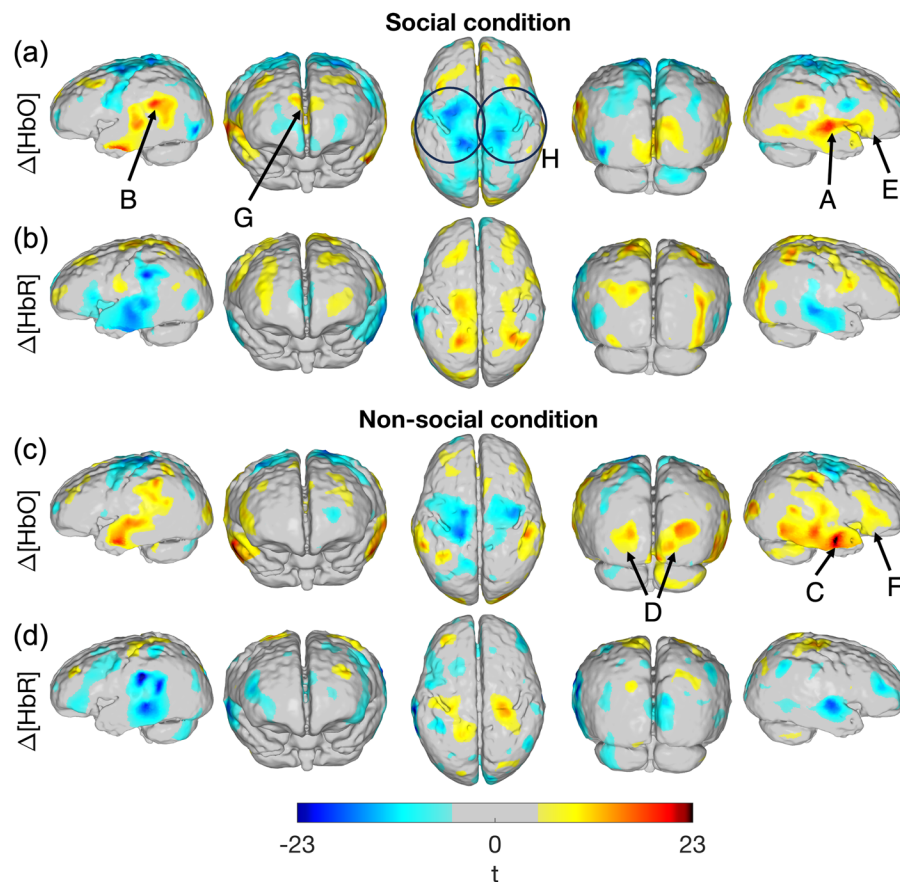 Social condition
(a)
Δ[HbO]
H
B
G
A
E
(b)
Δ[HbR]
Non-social condition
(c)
Δ[HbO]
D
C
F
(d)
Δ[HbR]
-23
0
23
t